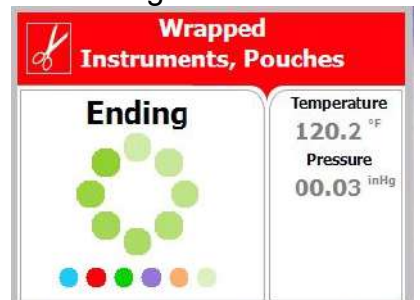 Wrapped
Instruments, Pouches
Ending
Temperature
120.2 °F
Pressure
00.03 inHg